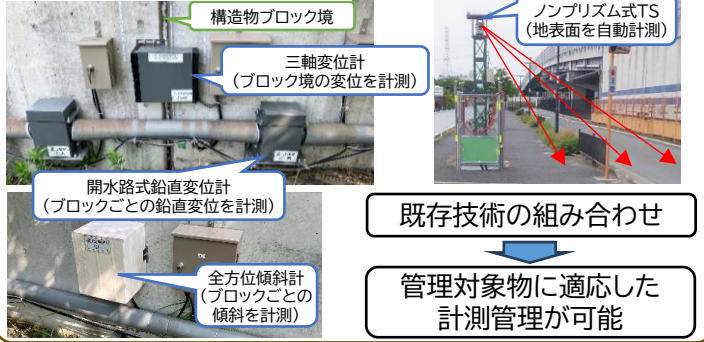 構造物ブロック境
三軸変位計
(ブロック境の変位を計測)
ノンプリズム式TS
(地表面を自動計測)
開水路式鉛直変位計
(ブロックごとの鉛直変位を計測)
全方位傾斜計
(ブロックごとの
傾斜を計測)
既存技術の組み合わせ
管理対象物に適応した
計測管理が可能